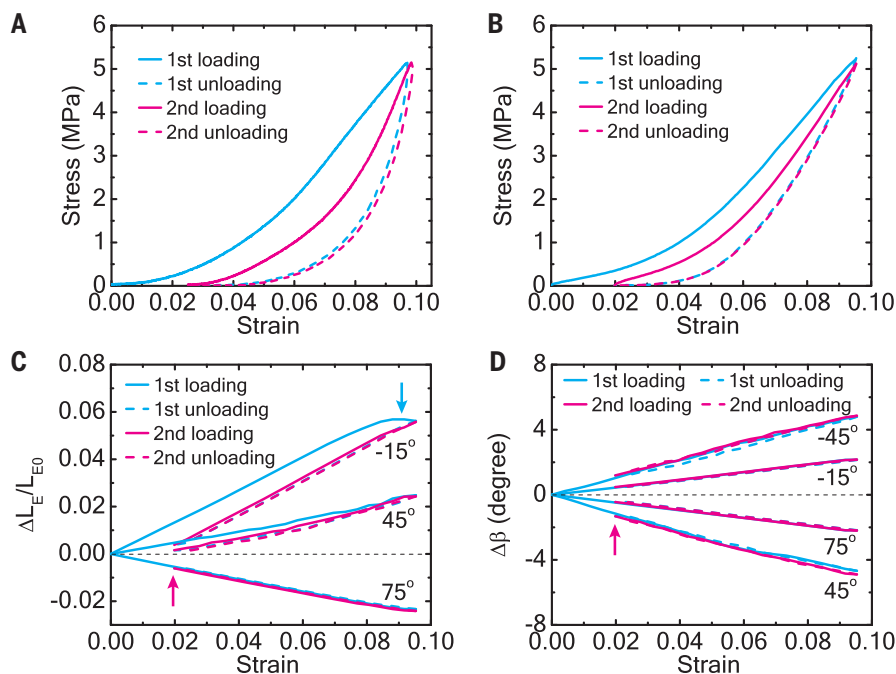 A
1st loading
1st unloading
2nd loading
2nd unloading
Stress (MPa)
6
5
4
3
2
1
0
0.00 0.02 0.04 0.06 0.08 0.10
Strain
B
1st loading
1st unloading
2nd loading
2nd unloading
Stress (MPa)
6
5
4
3
2
1
0
0.00 0.02 0.04 0.06 0.08 0.10
Strain
C
1st loading
1st unloading
2nd loading
2nd unloading
-15°
45°
75°
ΔL_E/L_E0
0.08
0.06
0.04
0.02
0.00
-0.02
0.00 0.02 0.04 0.06 0.08 0.10
Strain
D
1st loading 1st unloading
2nd loading 2nd unloading
-45°
-15°
75°
45°
Δβ (degree)
8
4
0
-4
-8
0.00 0.02 0.04 0.06 0.08 0.10
Strain